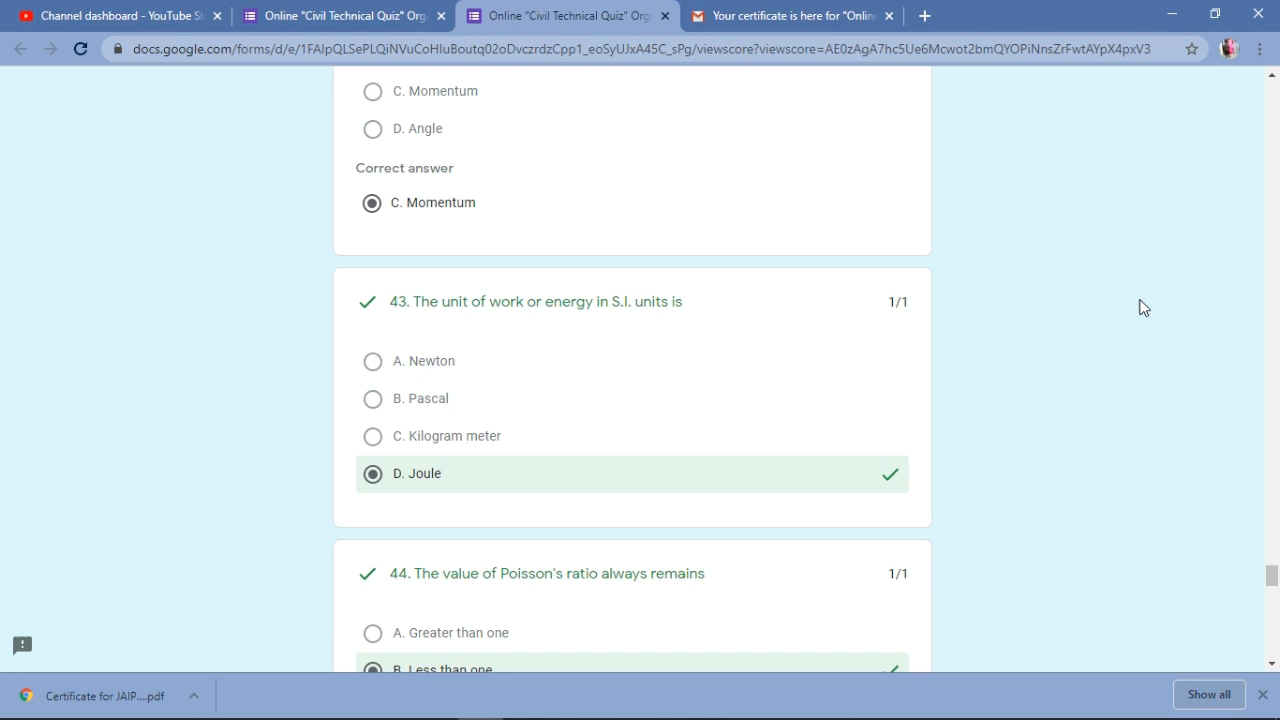 Channel dashboard - YouTube St
Online "Civil Technical Quiz" Org
Online "Civil Technical Quiz" Orga
Your certificate is here for "Onlin
docs.google.com/forms/d/e/1FAIpQLSePLQiNVuCoHIuBoutq02oDvczrdzCpp1_eoSyUJxA45C_sPg/viewscore?viewscore=AE0zAgA7hc5Ue6Mcwot2bmQYOPiNnsZrFwtAYpX4pxV3
C. Momentum
D. Angle
Correct answer
C. Momentum
43. The unit of work or energy in S.I. units is 1/1
A. Newton
B. Pascal
C. Kilogram meter
D. Joule
44. The value of Poisson's ratio always remains 1/1
A. Greater than one
B. Less than one
Certificate for JAIP....pdf
Show all